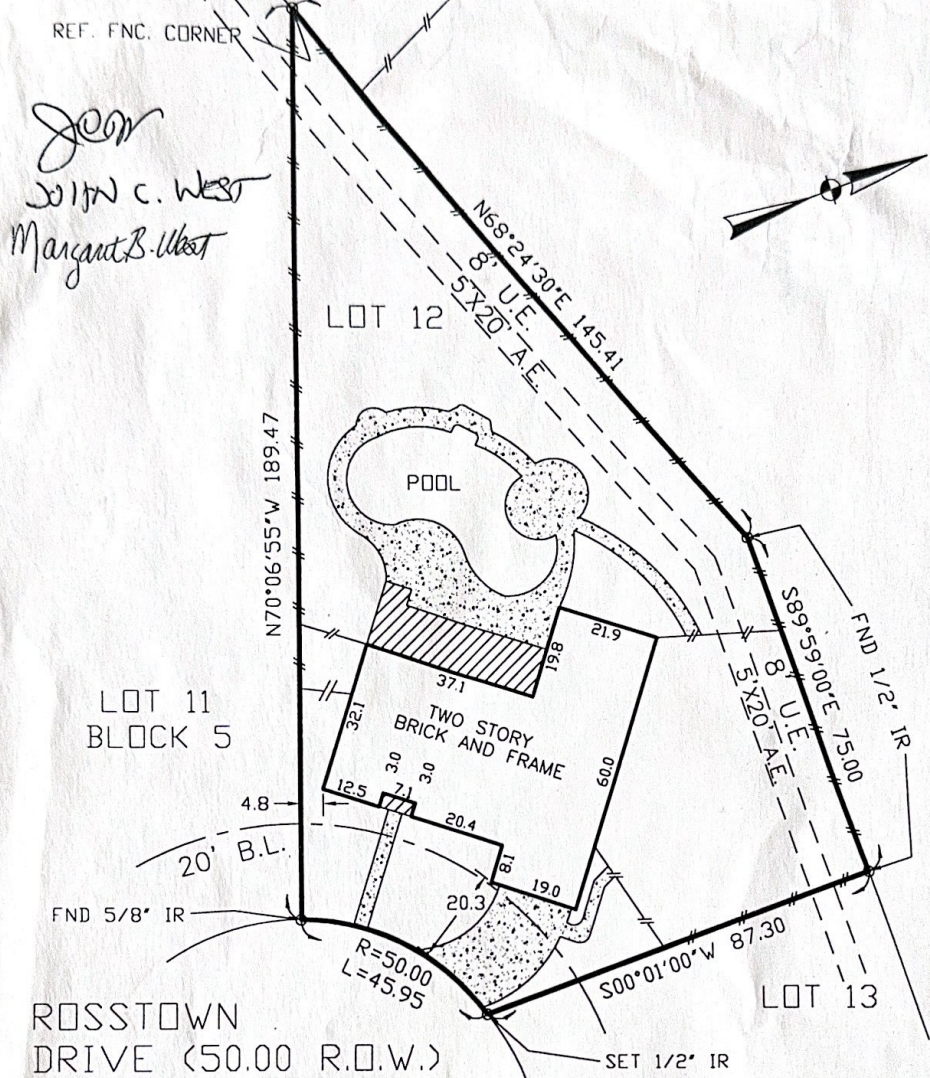 REF. FNC. CORNER
JCW
JOHN C. WEST
Margaret B. West
N68°24'30"E 145.41
8' U.E.
5'X20' A.E.
LOT 12
N70°06'55"W 189.47
POOL
S89°59'00"E 75.00
FND 1/2" IR
8' U.E.
5'X20' A.E.
21.9
19.8
37.1
LOT 11
BLOCK 5
32.1
TWO STORY
BRICK AND FRAME
60.0
3.0
3.0
12.5
7.1
4.8
20.4
20' B.L.
8.1
19.0
20.3
FND 5/8" IR
R=50.00
L=45.95
S00°01'00"W 87.30
LOT 13
ROSSTOWN
DRIVE (50.00 R.O.W.)
SET 1/2" IR